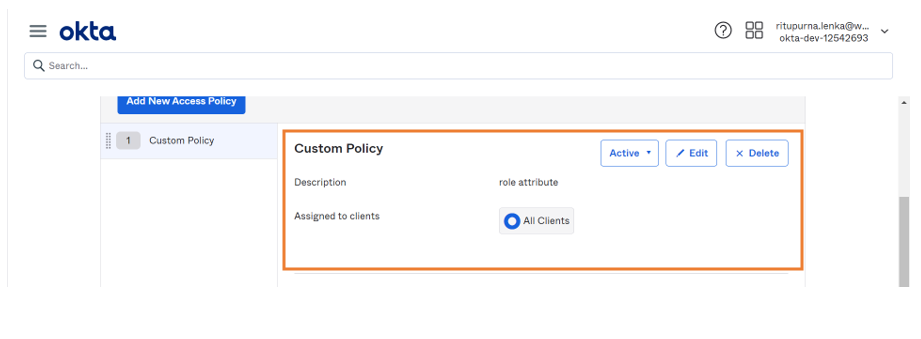 okta
ritupurna.lenka@w...
okta-dev-12542693
Search...
Add New Access Policy
1 Custom Policy
Custom Policy
Active Edit Delete
Description role attribute
Assigned to clients All Clients